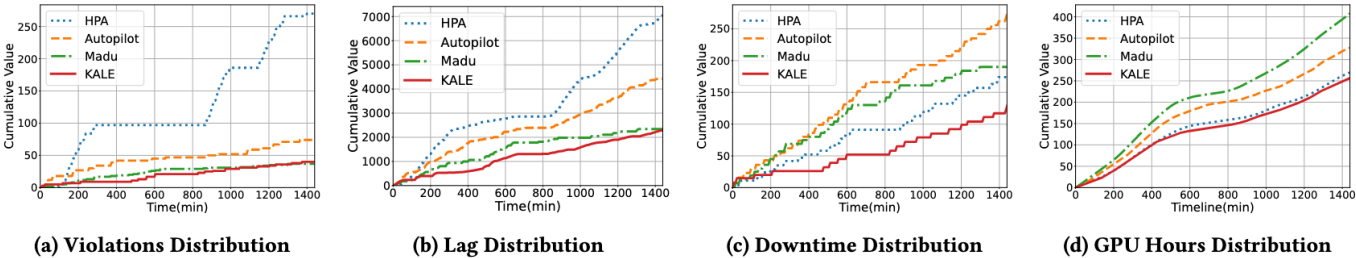 Cumulative Value
250
200
150
100
50
0
0 200 400 600 800 1000 1200 1400
Time(min)
HPA
Autopilot
Madu
KALE
(a) Violations Distribution
Cumulative Value
7000
6000
5000
4000
3000
2000
1000
0
0 200 400 600 800 1000 1200 1400
Time(min)
HPA
Autopilot
Madu
KALE
(b) Lag Distribution
Cumulative Value
250
200
150
100
50
0
0 200 400 600 800 1000 1200 1400
Time(min)
HPA
Autopilot
Madu
KALE
(c) Downtime Distribution
Cumulative Value
400
350
300
250
200
150
100
50
0
0 200 400 600 800 1000 1200 1400
Timeline(min)
HPA
Autopilot
Madu
KALE
(d) GPU Hours Distribution